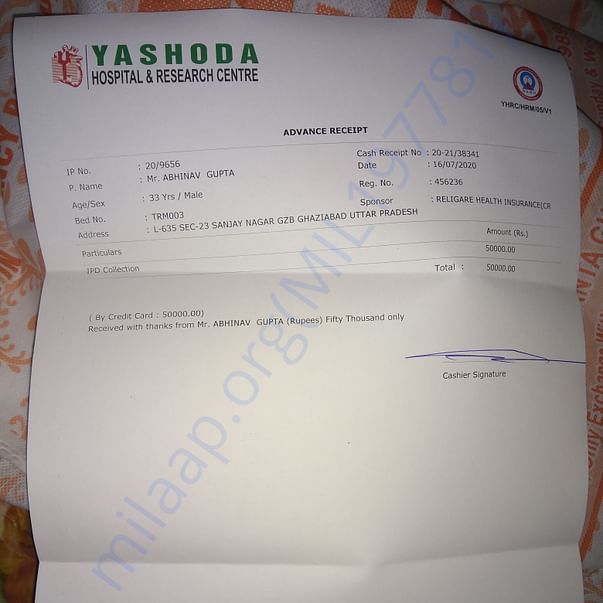 YASHODA
HOSPITAL & RESEARCH CENTRE
YHRC/HRM/05/V1
ADVANCE RECEIPT
IP No. : 20/9656
Cash Receipt No : 20-21/38341
P. Name : Mr. ABHINAV GUPTA
Date : 16/07/2020
Age/Sex : 33 Yrs / Male
Reg. No. : 456236
Bed No. : TRM003
Sponsor : RELIGARE HEALTH INSURANCE(CR
Address : L-635 SEC-23 SANJAY NAGAR GZB GHAZIABAD UTTAR PRADESH
Particulars Amount (Rs.)
IPD Collection 50000.00
Total : 50000.00
( By Credit Card : 50000.00)
Received with thanks from Mr. ABHINAV GUPTA (Rupees) Fifty Thousand only
Cashier Signature